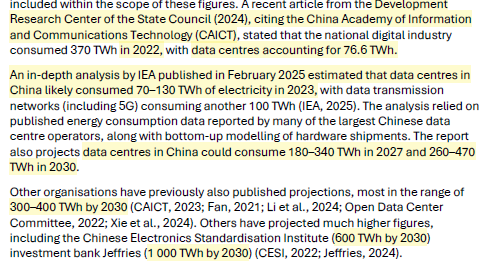 included within the scope of these figures. A recent article from the Development
Research Center of the State Council (2024), citing the China Academy of Information
and Communications Technology (CAICT), stated that the national digital industry
consumed 370 TWh in 2022, with data centres accounting for 76.6 TWh.
An in-depth analysis by IEA published in February 2025 estimated that data centres in
China likely consumed 70–130 TWh of electricity in 2023, with data transmission
networks (including 5G) consuming another 100 TWh (IEA, 2025). The analysis relied on
published energy consumption data reported by many of the largest Chinese data
centre operators, along with bottom-up modelling of hardware shipments. The report
also projects data centres in China could consume 180–340 TWh in 2027 and 260–470
TWh in 2030.
Other organisations have previously also published projections, most in the range of
300–400 TWh by 2030 (CAICT, 2023; Fan, 2021; Li et al., 2024; Open Data Center
Committee, 2022; Xie et al., 2024). Others have projected much higher figures,
including the Chinese Electronics Standardisation Institute (600 TWh by 2030)
investment bank Jeffries (1 000 TWh by 2030) (CESI, 2022; Jeffries, 2024).